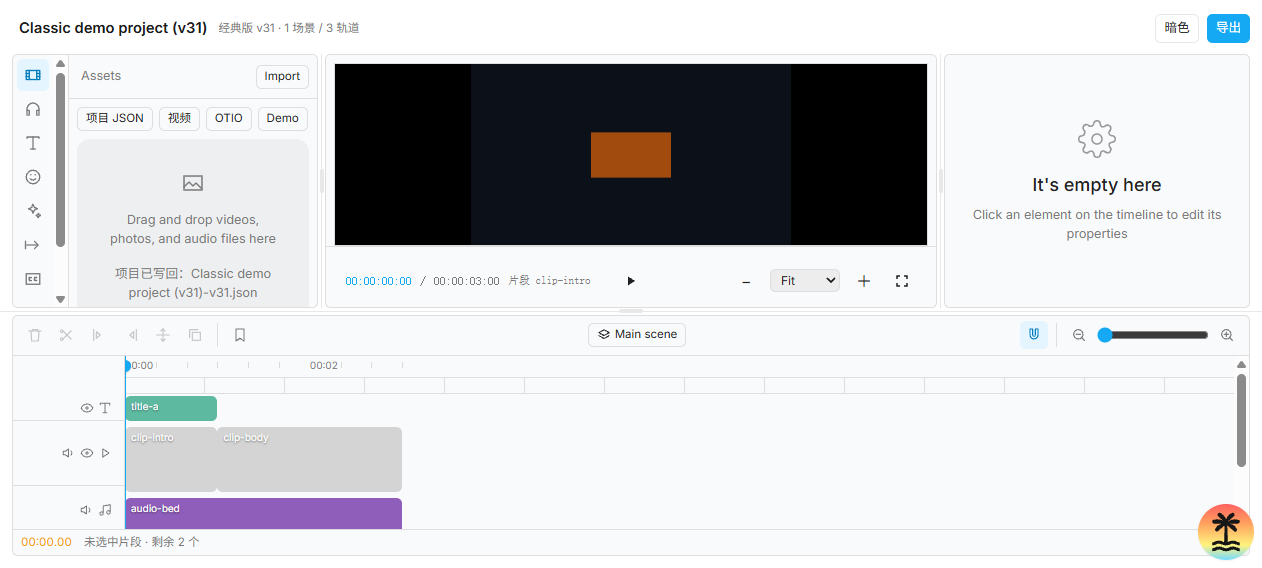 Classic demo project (v31) 经典版 v31 · 1 场景 / 3 轨道
暗色 导出
Assets Import
项目 JSON 视频 OTIO Demo
Drag and drop videos,
photos, and audio files here
项目已写回：Classic demo
project (v31)-v31.json
00:00:00:00 / 00:00:03:00 片段 clip-intro
Fit
It's empty here
Click an element on the timeline to edit its
properties
Main scene
0:00 00:02
title-a
clip-intro clip-body
audio-bed
00:00.00 未选中片段 · 剩余 2 个